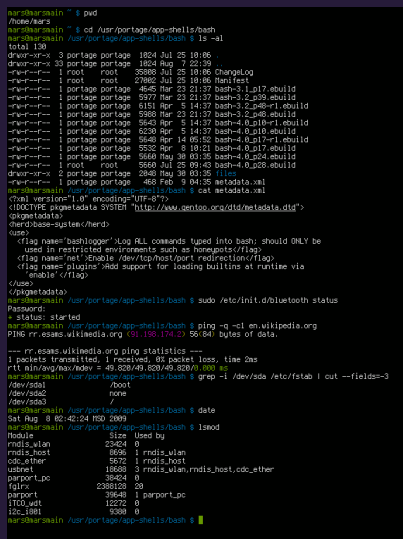 mars@marsmain ~ $ pwd
/home/mars
mars@marsmain ~ $ cd /usr/portage/app-shells/bash
mars@marsmain /usr/portage/app-shells/bash $ ls -al
total 130
drwxr-xr-x 3 portage portage 1024 Jul 25 10:06 .
drwxr-xr-x 33 portage portage 1024 Aug 7 22:39 ..
-rw-r--r-- 1 root root 35808 Jul 25 10:06 ChangeLog
-rw-r--r-- 1 root root 27002 Jul 25 10:06 Manifest
-rw-r--r-- 1 portage portage 4645 Mar 23 21:37 bash-3.1_p17.ebuild
-rw-r--r-- 1 portage portage 5977 Mar 23 21:37 bash-3.2_p39.ebuild
-rw-r--r-- 1 portage portage 6151 Apr 5 14:37 bash-3.2_p48-r1.ebuild
-rw-r--r-- 1 portage portage 5988 Mar 23 21:37 bash-3.2_p48.ebuild
-rw-r--r-- 1 portage portage 5643 Apr 5 14:37 bash-4.0_p10-r1.ebuild
-rw-r--r-- 1 portage portage 6230 Apr 5 14:37 bash-4.0_p10.ebuild
-rw-r--r-- 1 portage portage 5648 Apr 14 05:52 bash-4.0_p17-r1.ebuild
-rw-r--r-- 1 portage portage 5532 Apr 8 10:21 bash-4.0_p17.ebuild
-rw-r--r-- 1 portage portage 5660 May 30 03:35 bash-4.0_p24.ebuild
-rw-r--r-- 1 root root 5660 Jul 25 09:43 bash-4.0_p28.ebuild
drwxr-xr-x 2 portage portage 2048 May 30 03:35 files
-rw-r--r-- 1 portage portage 468 Feb 9 04:35 metadata.xml
mars@marsmain /usr/portage/app-shells/bash $ cat metadata.xml
<?xml version="1.0" encoding="UTF-8"?>
<!DOCTYPE pkgmetadata SYSTEM "http://www.gentoo.org/dtd/metadata.dtd">
<pkgmetadata>
<herd>base-system</herd>
<use>
<flag name='bashlogger'>Log ALL commands typed into bash; should ONLY be
used in restricted environments such as honeypots</flag>
<flag name='net'>Enable /dev/tcp/host/port redirection</flag>
<flag name='plugins'>Add support for loading builtins at runtime via
'enable'</flag>
</use>
</pkgmetadata>
mars@marsmain /usr/portage/app-shells/bash $ sudo /etc/init.d/bluetooth status
Password:
* status: started
mars@marsmain /usr/portage/app-shells/bash $ ping -q -c1 en.wikipedia.org
PING rr.esams.wikimedia.org (91.198.174.2) 56(84) bytes of data.

--- rr.esams.wikimedia.org ping statistics ---
1 packets transmitted, 1 received, 0% packet loss, time 2ms
rtt min/avg/max/mdev = 49.820/49.820/49.820/0.000 ms
mars@marsmain /usr/portage/app-shells/bash $ grep -i /dev/sda /etc/fstab | cut --fields=-3
/dev/sda1 /boot
/dev/sda2 none
/dev/sda3 /
mars@marsmain /usr/portage/app-shells/bash $ date
Sat Aug 8 02:42:24 MSD 2009
mars@marsmain /usr/portage/app-shells/bash $ lsmod
Module Size Used by
rndis_wlan 23424 0
rndis_host 8696 1 rndis_wlan
cdc_ether 5672 1 rndis_host
usbnet 18688 3 rndis_wlan,rndis_host,cdc_ether
parport_pc 38424 0
fglrx 2388128 20
parport 39648 1 parport_pc
iTCO_wdt 12272 0
i2c_i801 9380 0
mars@marsmain /usr/portage/app-shells/bash $